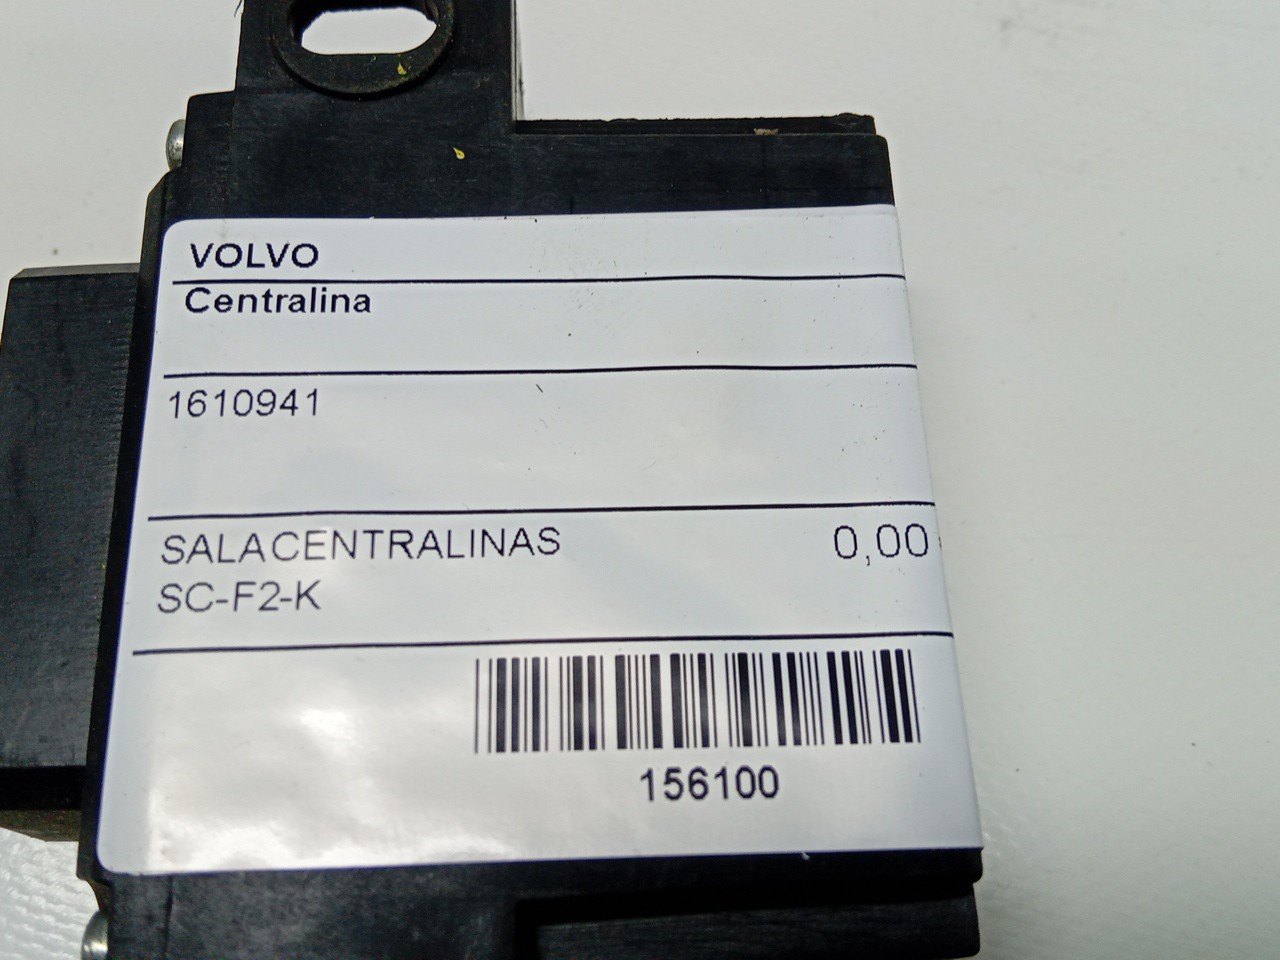 VOLVO
Centralina
1610941
SALACENTRALINAS 0,00
SC-F2-K
156100